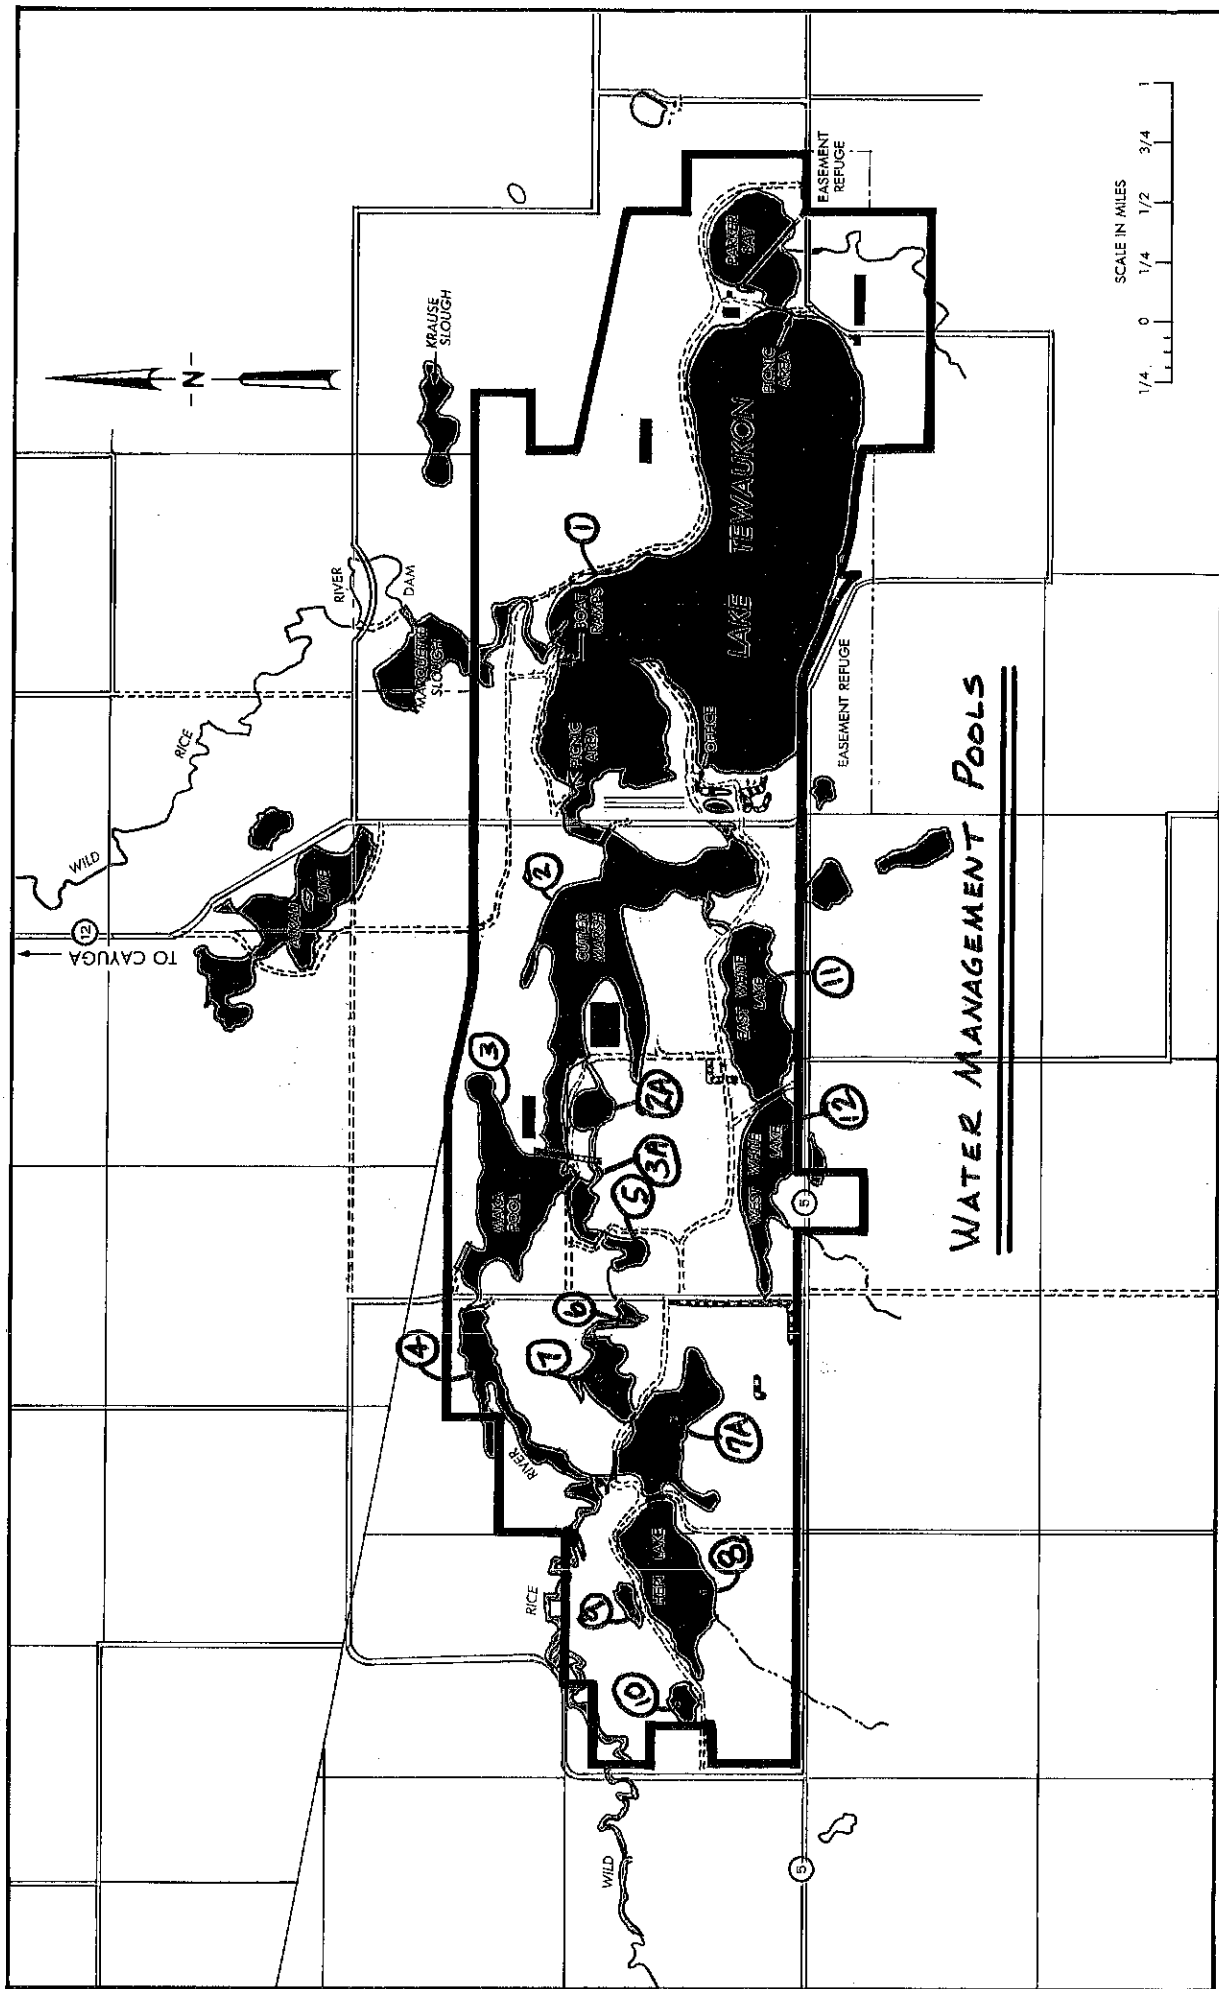 12
TO CAYUGA
WILD
RICE
RIVER
DAM
-N-
KRAUSE
SLOUGH
MARQUETTE
SLOUGH
LAKE
4
3
2
1
MAKA
POOL
CUTLER
MARSH
PICNIC
AREA
BOAT
RAMPS
RIVER
RICE
WILD
9
10
7
6
5
3A
2A
HEPI LAKE
8
7A
WEST WHITE
LAKE
12
EAST WHITE
LAKE
11
OFFICE
LAKE TEWAUKON
PICNIC
AREA
PARKER
BAY
EASEMENT
REFUGE
EASEMENT REFUGE
5
5
WATER MANAGEMENT POOLS
SCALE IN MILES
1/4 0 1/4 1/2 3/4 1